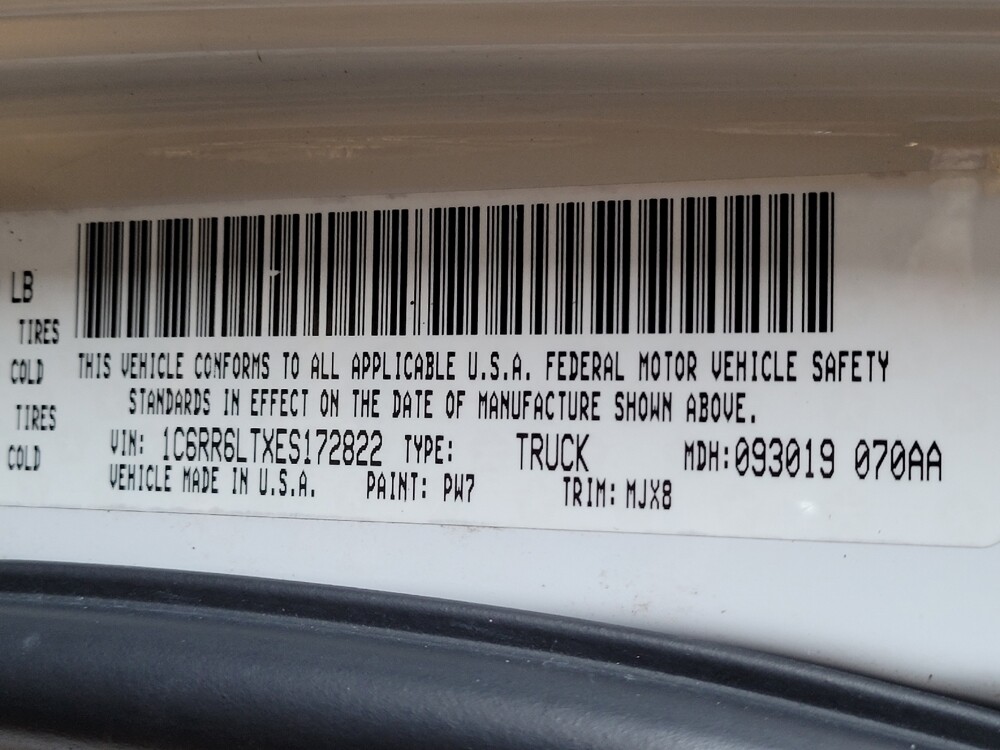 LB
TIRES
COLD
TIRES
COLD
THIS VEHICLE CONFORMS TO ALL APPLICABLE U.S.A. FEDERAL MOTOR VEHICLE SAFETY
STANDARDS IN EFFECT ON THE DATE OF MANUFACTURE SHOWN ABOVE.
VIN: 1C6RR6LTXES172822 TYPE: TRUCK MDH:093019 070AA
VEHICLE MADE IN U.S.A. PAINT: PW7 TRIM: MJX8